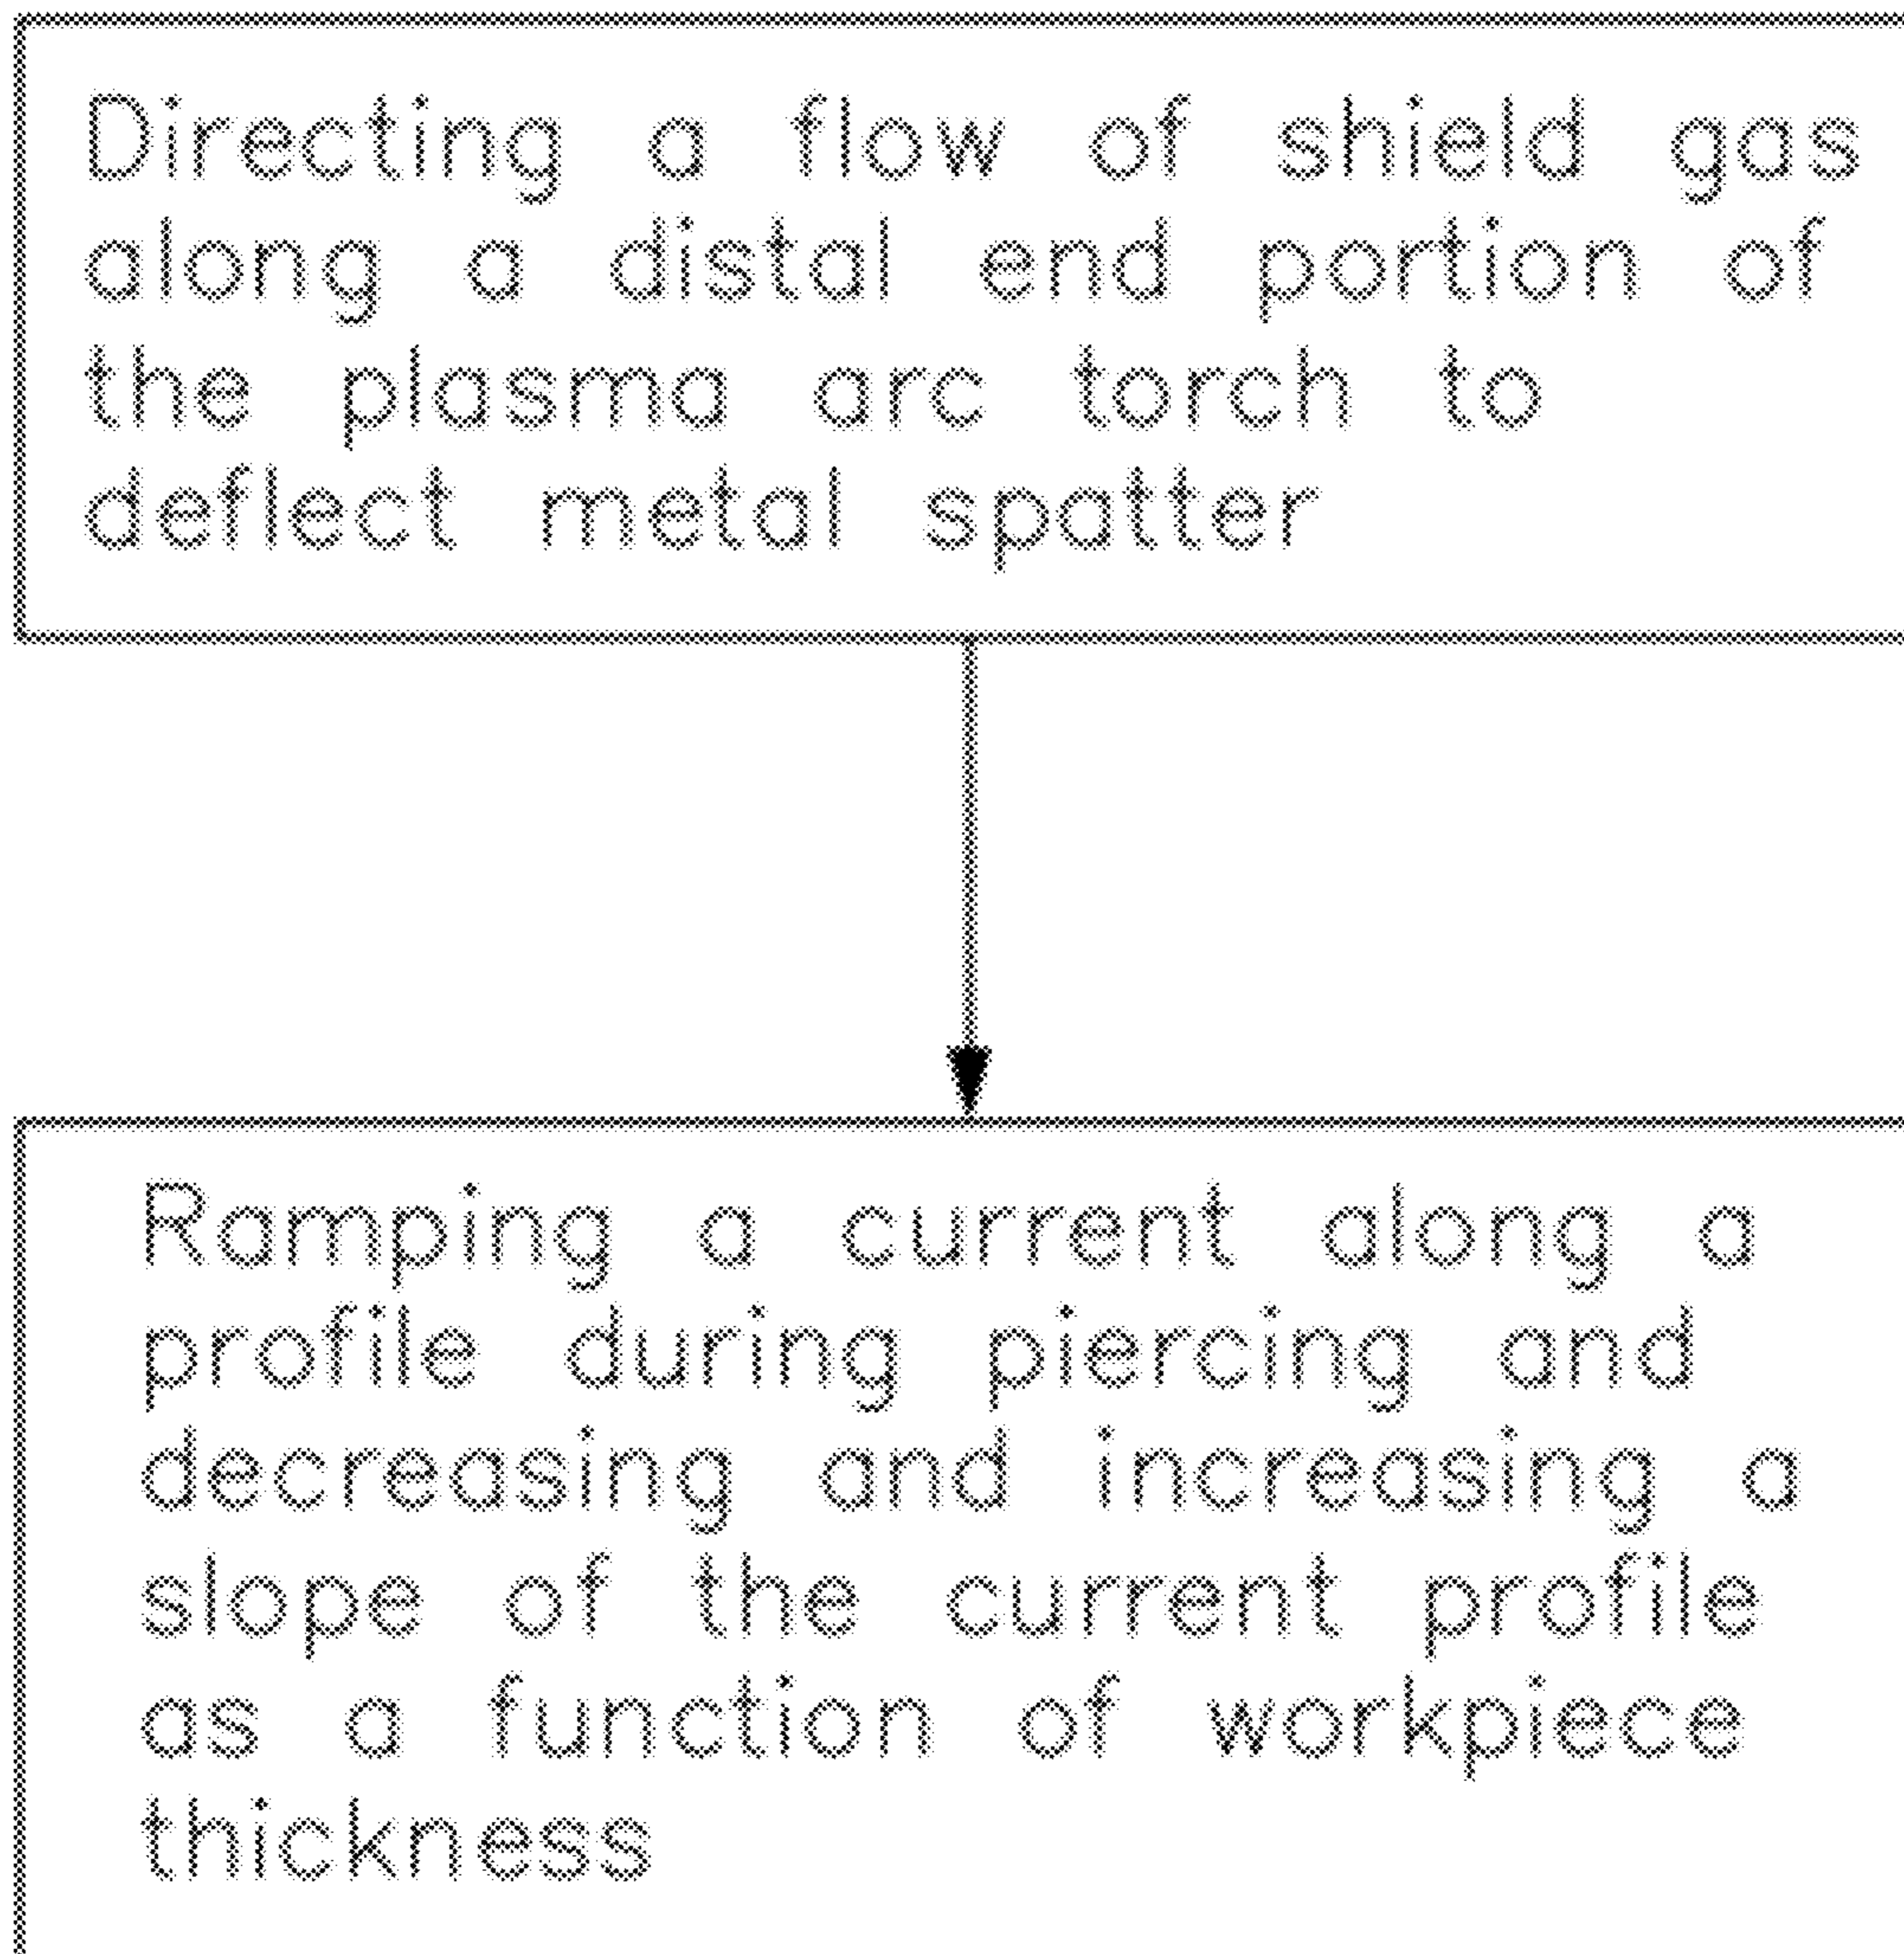 Directing a flow of shield gas
along a distal end portion of
the plasma arc torch to
deflect metal spatter
Ramping a current along a
profile during piercing and
decreasing and increasing a
slope of the current profile
as a function of workpiece
thickness